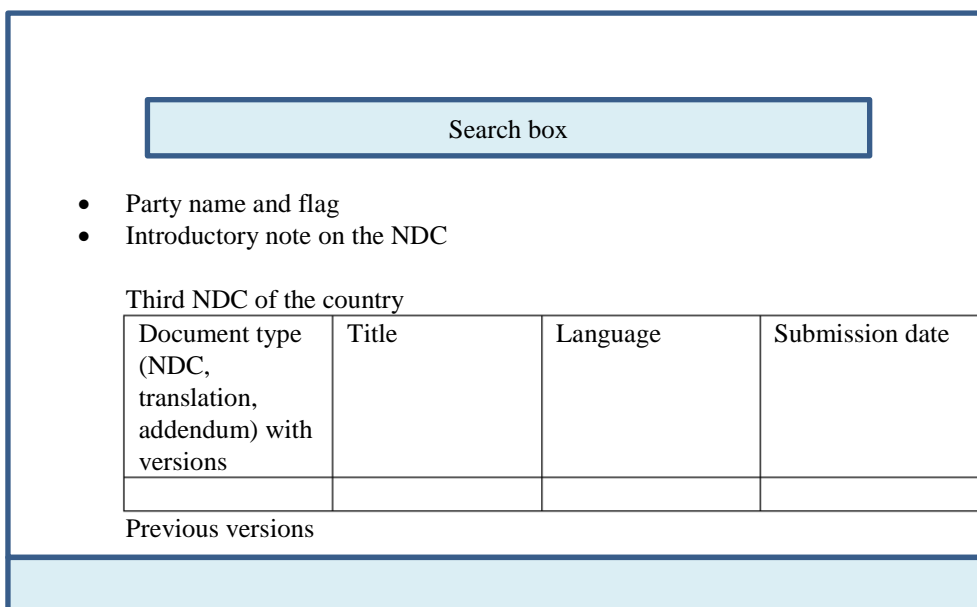 Search box
• Party name and flag
• Introductory note on the NDC
Third NDC of the country
Document type Title Language Submission date
(NDC,
translation,
addendum) with
versions
Previous versions